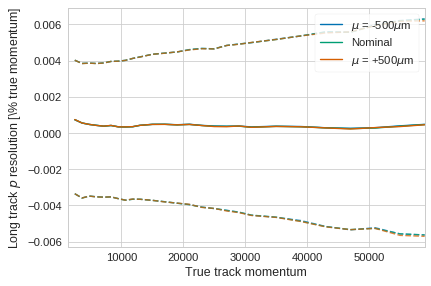 Long track p resolution [\% true momentum]
0.006
0.004
0.002
0.000
−0.002
−0.004
−0.006
μ = -500μm
Nominal
μ = +500μm
10000 20000 30000 40000 50000
True track momentum